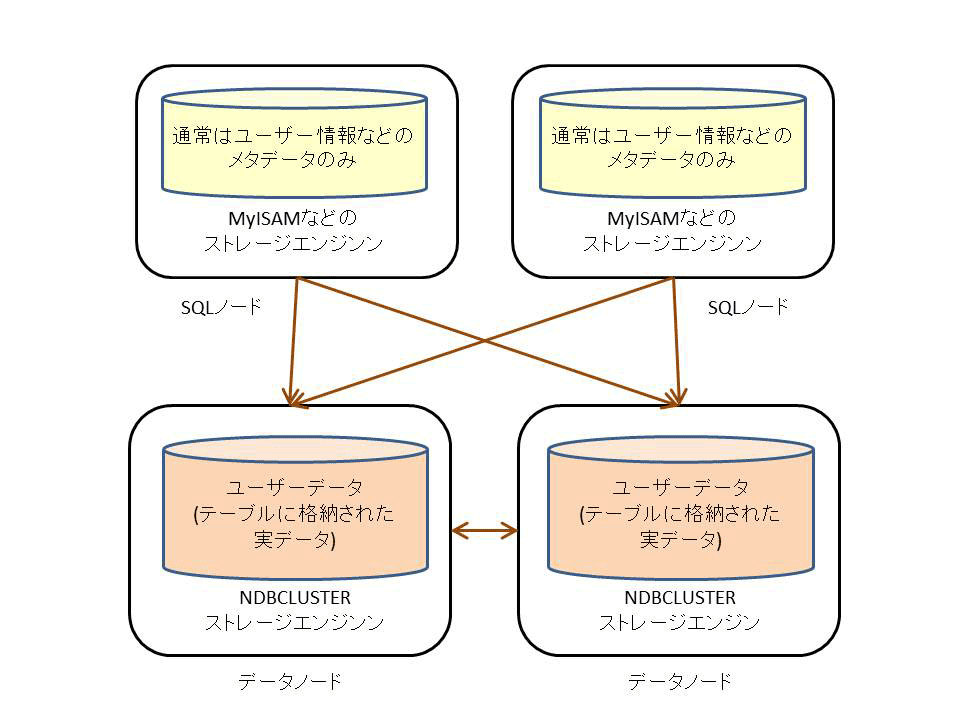 通常はユーザー情報などの
メタデータのみ
MyISAMなどの
ストレージエンジンン
通常はユーザー情報などの
メタデータのみ
MyISAMなどの
ストレージエンジンン
SQLノード
SQLノード
ユーザーデータ
(テーブルに格納された
実データ)
NDBCLUSTER
ストレージエンジンン
ユーザーデータ
(テーブルに格納された
実データ)
NDBCLUSTER
ストレージエンジン
データノード
データノード